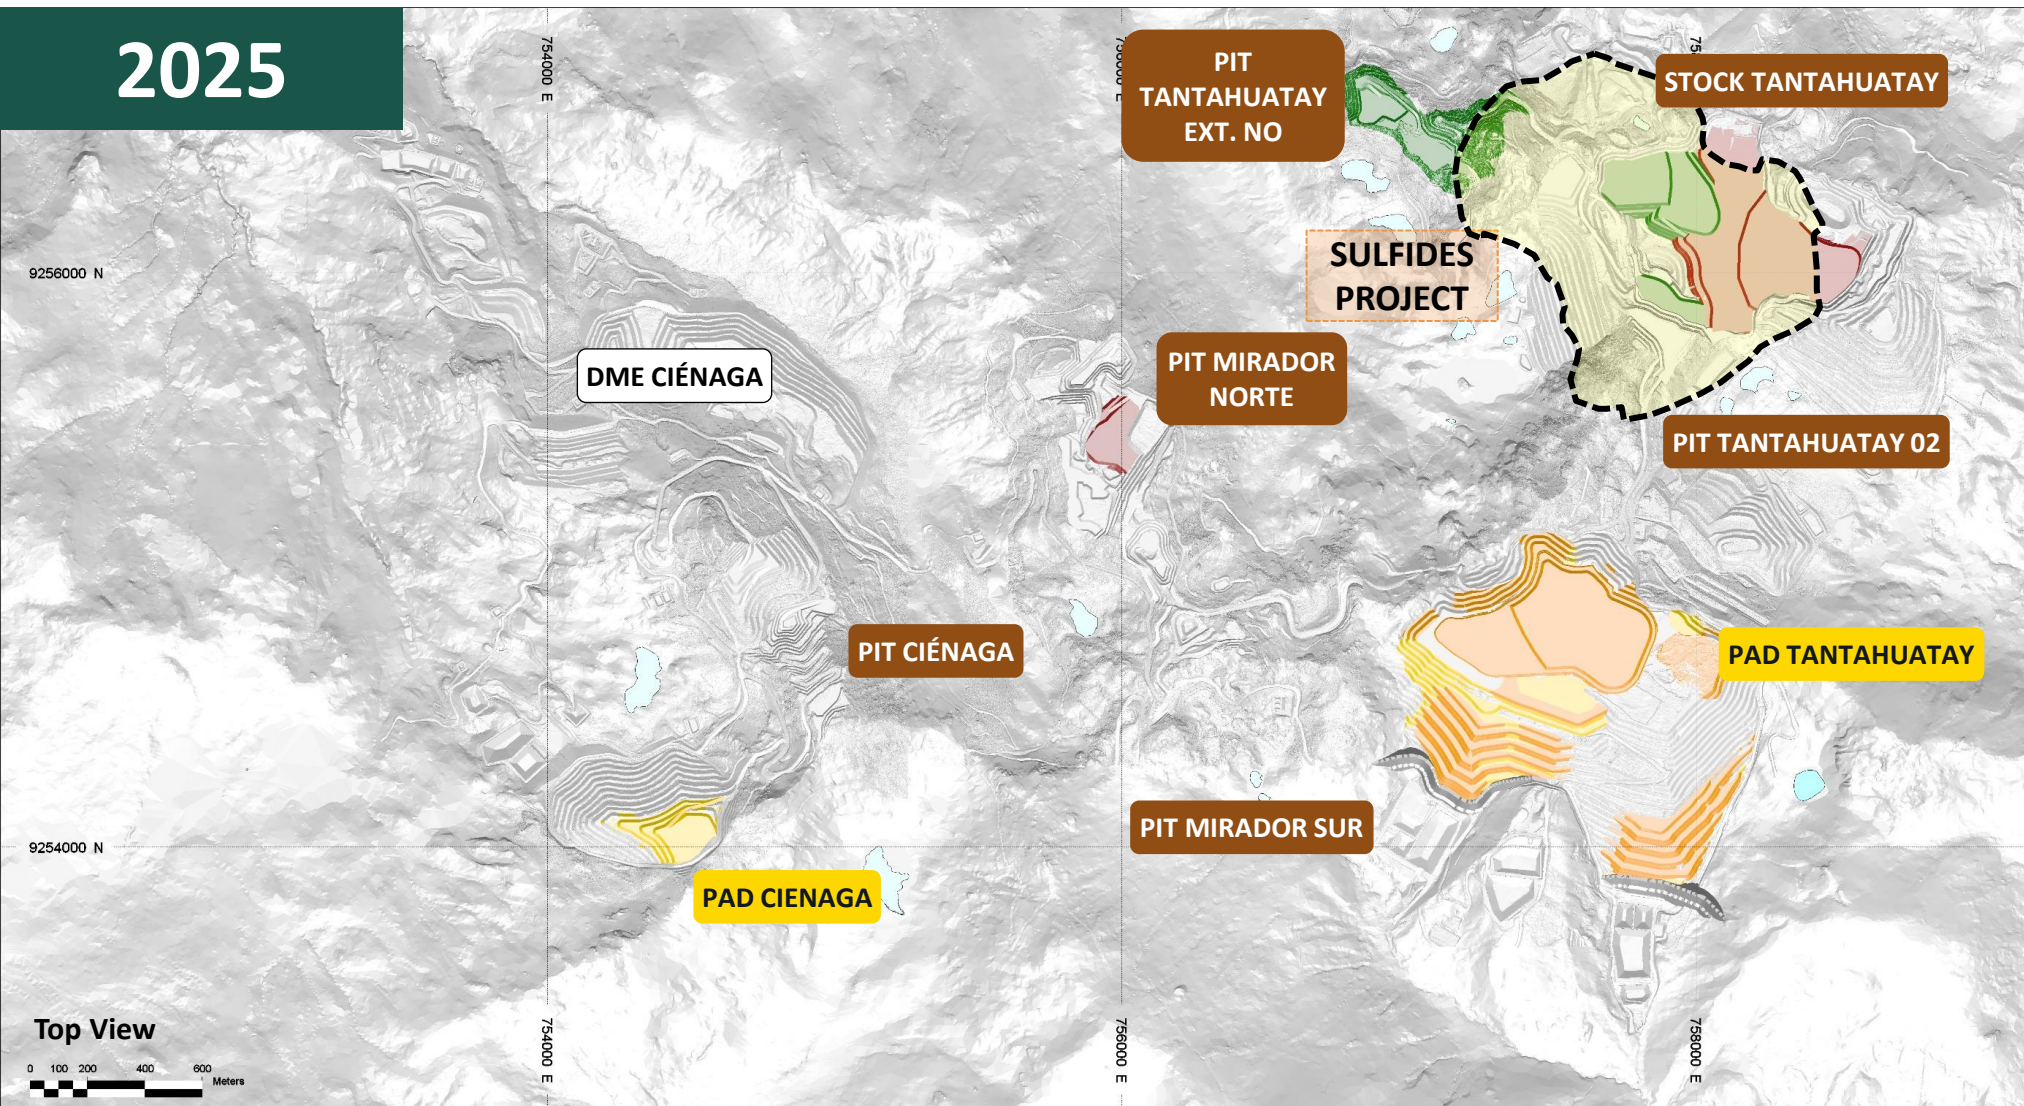 2025
754000 E
PIT
TANTAHUATAY
EXT. NO
STOCK TANTAHUATAY
9256000 N
SULFIDES
PROJECT
DME CIÉNAGA
PIT MIRADOR
NORTE
PIT TANTAHUATAY 02
PIT CIÉNAGA
PAD TANTAHUATAY
PIT MIRADOR SUR
9254000 N
PAD CIENAGA
754000 E
756000 E
758000 E
Top View
0 100 200 400 600
Meters